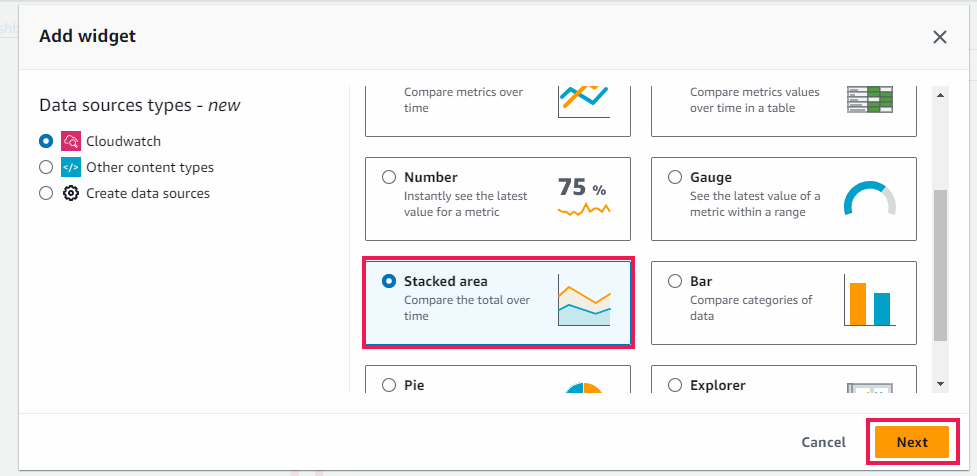 Add widget
Data sources types - new
Cloudwatch
Other content types
Create data sources
Compare metrics over
time
Compare metrics values
over time in a table
Number
Instantly see the latest
value for a metric
75 %
Gauge
See the latest value of a
metric within a range
Stacked area
Compare the total over
time
Bar
Compare categories of
data
Pie
Explorer
Cancel
Next